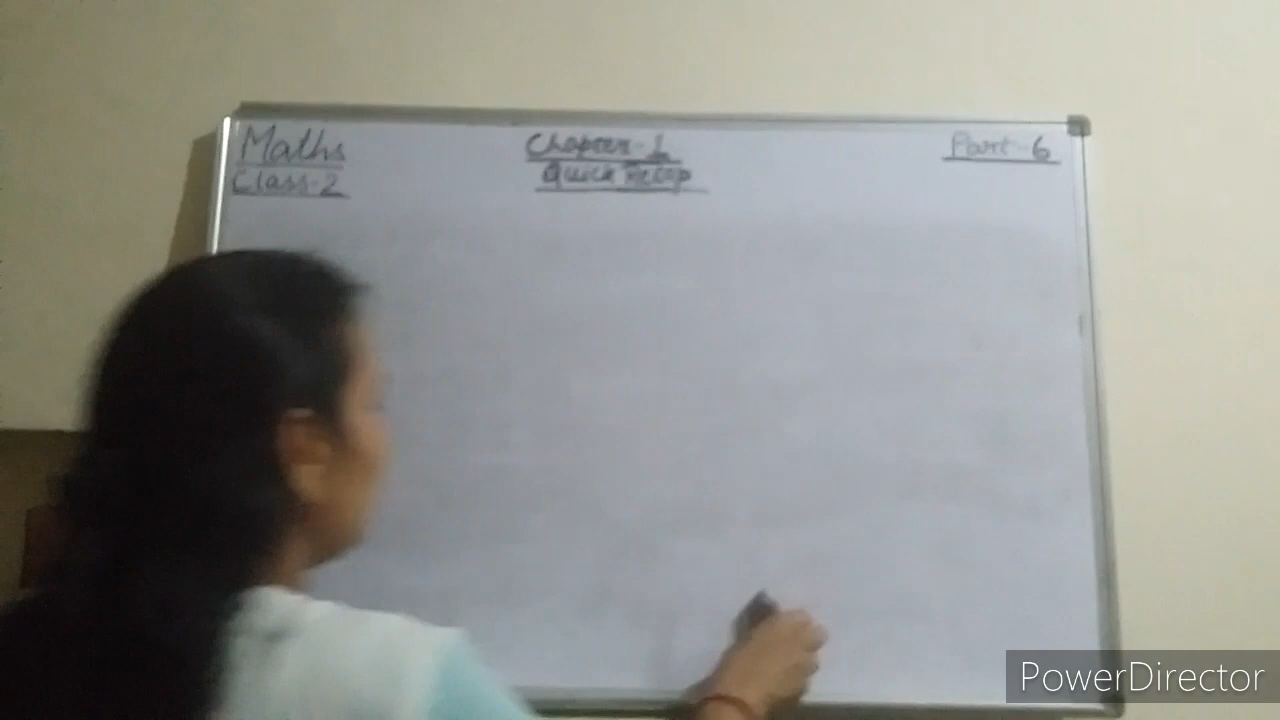 Maths
Class-2
Chapter-1
Quick Recap
Part-6
PowerDirector